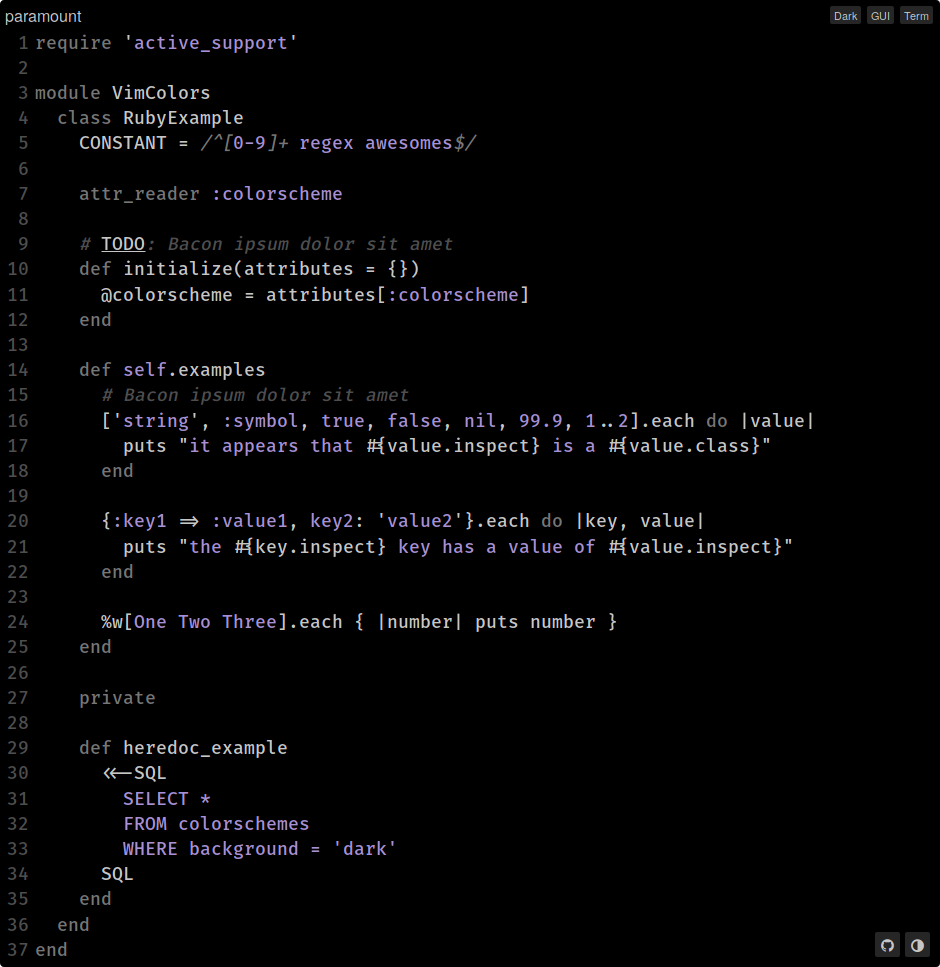 paramount
Dark GUI Term
1 require 'active_support'
2
3 module VimColors
4   class RubyExample
5     CONSTANT = /^[0-9]+ regex awesomes$/
6
7     attr_reader :colorscheme
8
9     # TODO: Bacon ipsum dolor sit amet
10     def initialize(attributes = {})
11       @colorscheme = attributes[:colorscheme]
12     end
13
14     def self.examples
15       # Bacon ipsum dolor sit amet
16       ['string', :symbol, true, false, nil, 99.9, 1..2].each do |value|
17         puts "it appears that #{value.inspect} is a #{value.class}"
18       end
19
20       {:key1 => :value1, key2: 'value2'}.each do |key, value|
21         puts "the #{key.inspect} key has a value of #{value.inspect}"
22       end
23
24       %w[One Two Three].each { |number| puts number }
25     end
26
27     private
28
29     def heredoc_example
30       <<-SQL
31         SELECT *
32         FROM colorschemes
33         WHERE background = 'dark'
34       SQL
35     end
36   end
37 end